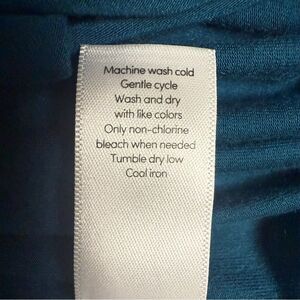 Machine wash cold
Gentle cycle
Wash and dry
with like colors
Only non-chlorine
bleach when needed
Tumble dry low
Cool iron